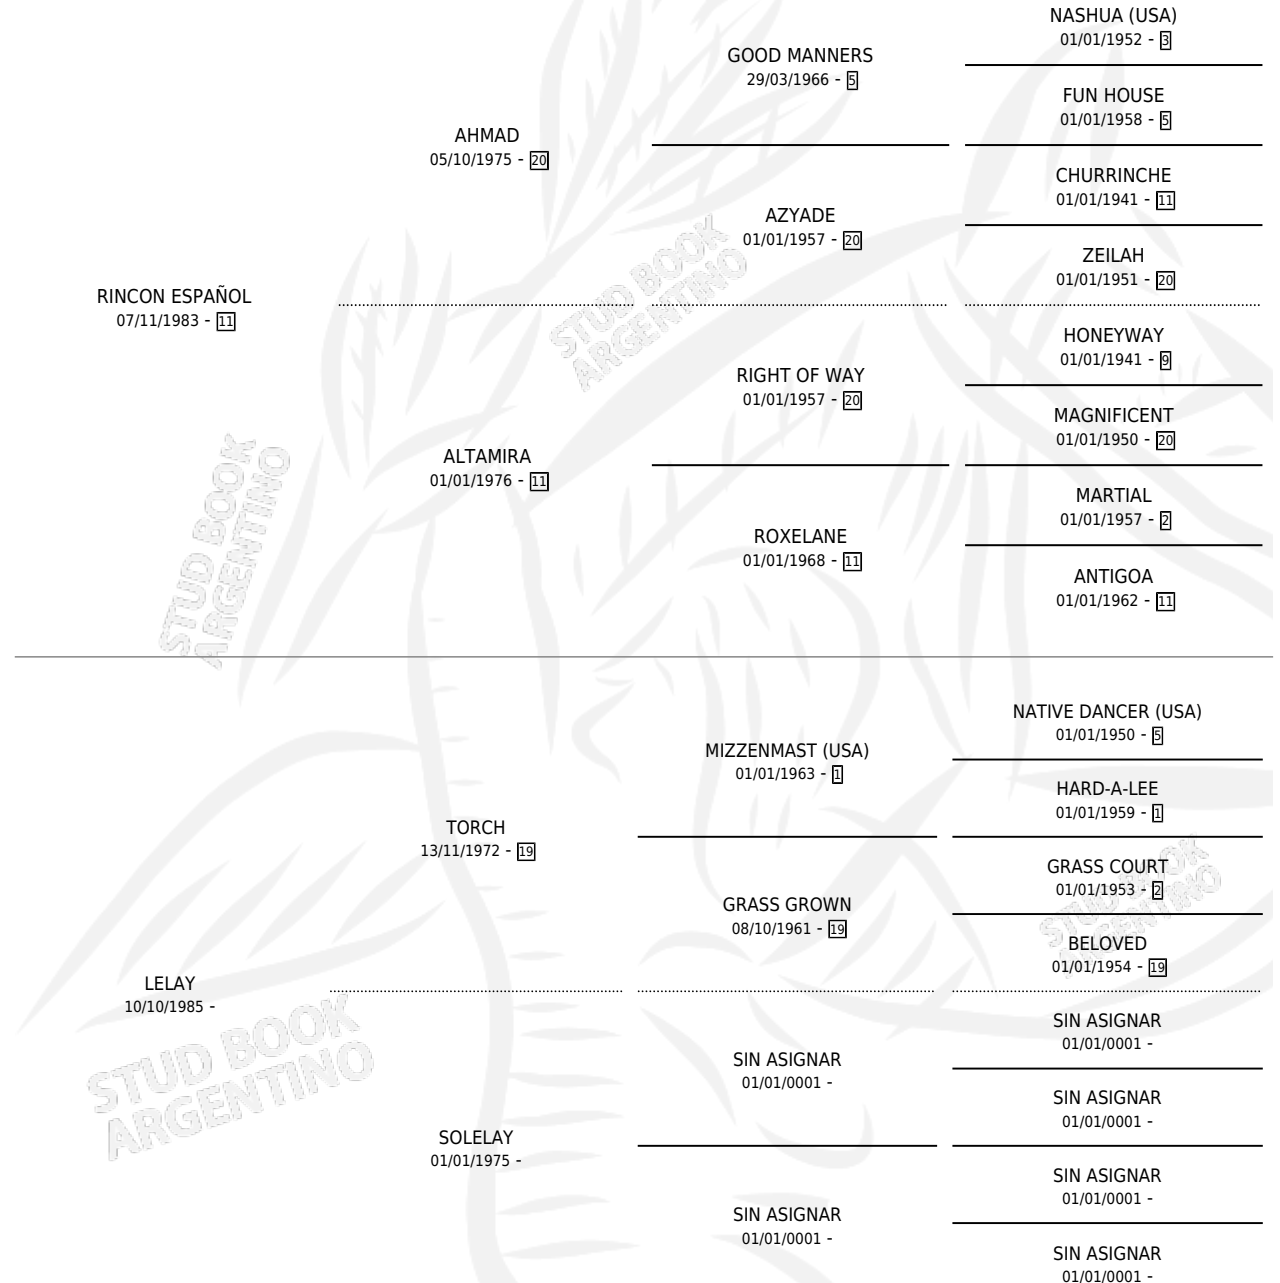 NASHUA (USA)
01/01/1952 - 3
GOOD MANNERS
29/03/1966 - 5
FUN HOUSE
01/01/1958 - 5
AHMAD
05/10/1975 - 20
CHURRINCHE
01/01/1941 - 11
AZYADE
01/01/1957 - 20
ZEILAH
01/01/1951 - 20
RINCON ESPAÑOL
07/11/1983 - 11
HONEYWAY
01/01/1941 - 9
RIGHT OF WAY
01/01/1957 - 20
MAGNIFICENT
01/01/1950 - 20
ALTAMIRA
01/01/1976 - 11
MARTIAL
01/01/1957 - 2
ROXELANE
01/01/1968 - 11
ANTIGOA
01/01/1962 - 11
STUD BOOK
ARGENTINO
STUD BOOK
ARGENTINO
NATIVE DANCER (USA)
01/01/1950 - 5
MIZZENMAST (USA)
01/01/1963 - 1
HARD-A-LEE
01/01/1959 - 1
TORCH
13/11/1972 - 19
GRASS COURT
01/01/1953 - 2
GRASS GROWN
08/10/1961 - 19
BELOVED
01/01/1954 - 19
LELAY
10/10/1985 -
SIN ASIGNAR
01/01/0001 -
SIN ASIGNAR
01/01/0001 -
SIN ASIGNAR
01/01/0001 -
SOLELAY
01/01/1975 -
SIN ASIGNAR
01/01/0001 -
SIN ASIGNAR
01/01/0001 -
SIN ASIGNAR
01/01/0001 -
STUD BOOK
ARGENTINO
STUD BOOK
ARGENTINO